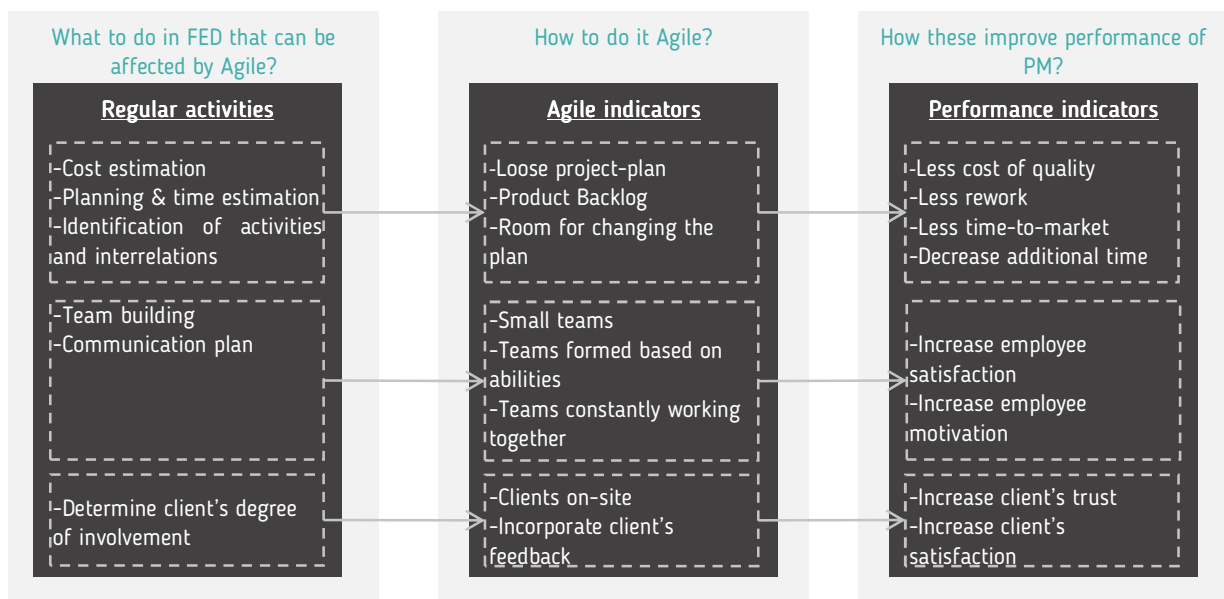 What to do in FED that can be
affected by Agile?
Regular activities
-Cost estimation
-Planning & time estimation
-Identification of activities
and interrelations
-Team building
-Communication plan
-Determine client's degree
of involvement
How to do it Agile?
Agile indicators
-Loose project-plan
-Product Backlog
-Room for changing the
plan
-Small teams
-Teams formed based on
abilities
-Teams constantly working
together
-Clients on-site
-Incorporate client's
feedback
How these improve performance of
PM?
Performance indicators
-Less cost of quality
-Less rework
-Less time-to-market
-Decrease additional time
-Increase employee
satisfaction
-Increase employee
motivation
-Increase client's trust
-Increase client's
satisfaction